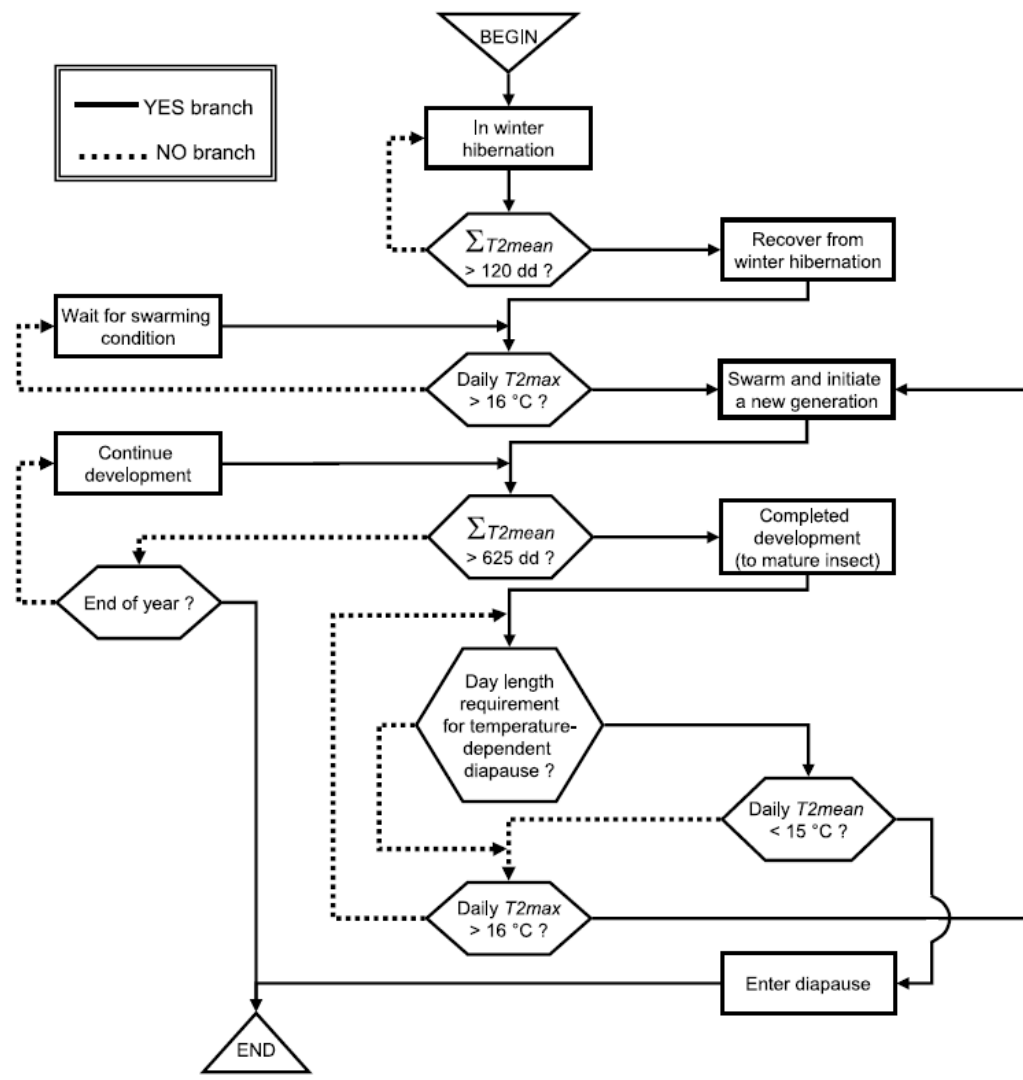 BEGIN
YES branch
NO branch
In winter
hibernation
∑T2mean
> 120 dd ?
Recover from
winter hibernation
Wait for swarming
condition
Daily T2max
> 16 °C ?
Swarm and initiate
a new generation
Continue
development
∑T2mean
> 625 dd ?
Completed
development
(to mature insect)
End of year ?
Day length
requirement
for temperature-
dependent
diapause ?
Daily T2mean
< 15 °C ?
Daily T2max
> 16 °C ?
Enter diapause
END